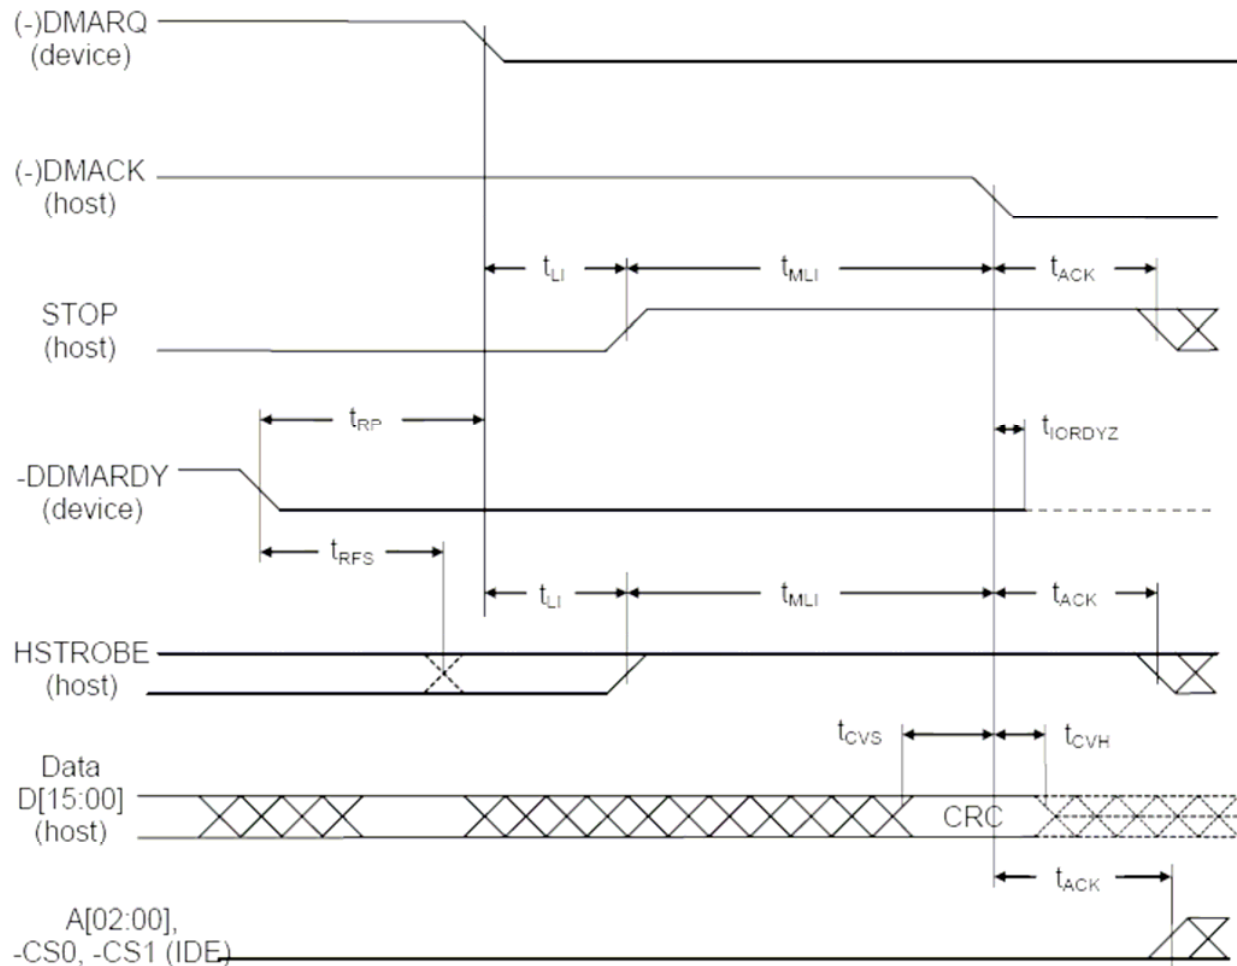 (-)DMARQ
(device)
(-)DMACK
(host)
tLI
tMLI
tACK
STOP
(host)
tRP
tIORDYZ
-DDMARDY
(device)
tRFS
tLI
tMLI
tACK
HSTROBE
(host)
tCVS
tCVH
Data
D[15:00]
(host)
CRC
tACK
A[02:00],
-CS0, -CS1 (IDE)